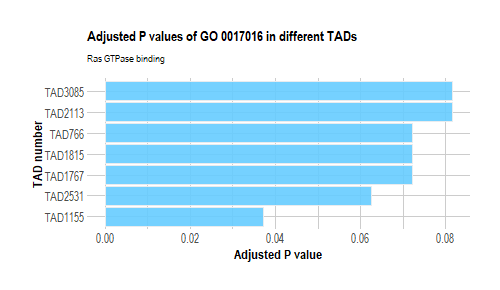 Adjusted P values of GO 0017016 in different TADs
Ras GTPase binding
TAD number
TAD3085
TAD2113
TAD766
TAD1815
TAD1767
TAD2531
TAD1155
0.00 0.02 0.04 0.06 0.08
Adjusted P value